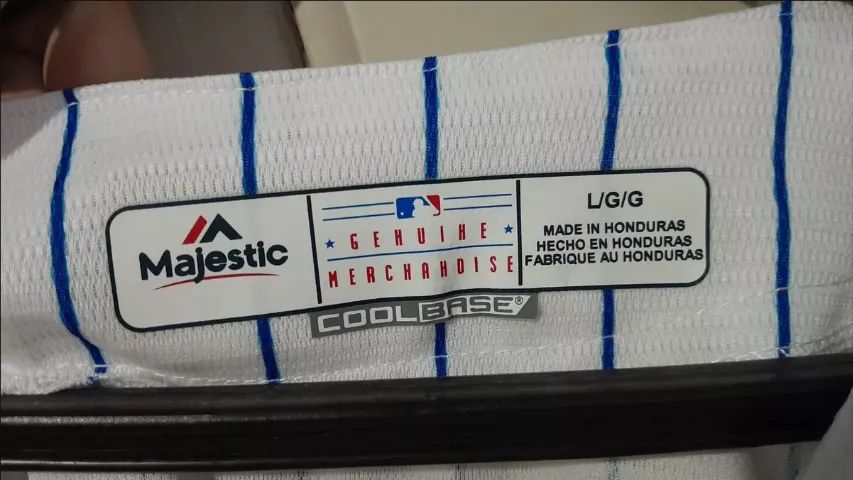 Majestic
GENUINE
MERCHANDISE
COOLBASE®
L/G/G
MADE IN HONDURAS
HECHO EN HONDURAS
FABRIQUE AU HONDURAS